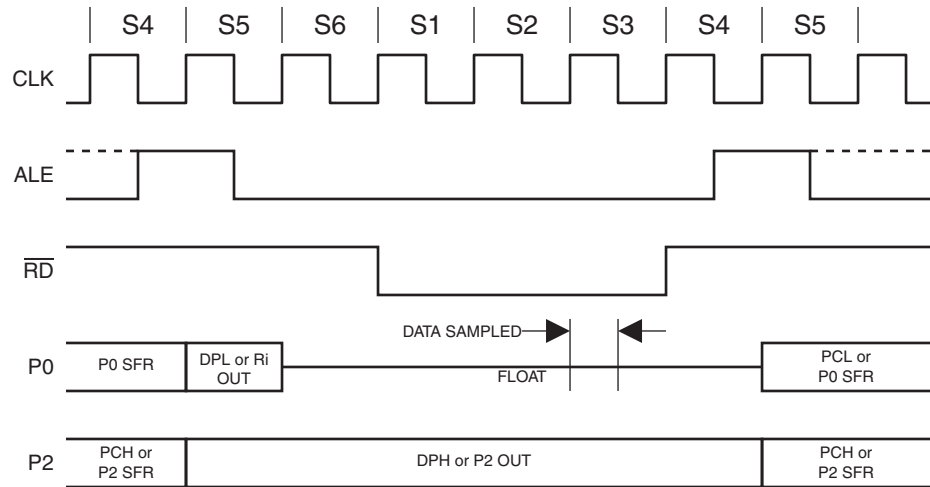 S4 S5 S6 S1 S2 S3 S4 S5
CLK
ALE
RD
DATA SAMPLED
P0
P0 SFR
DPL or Ri
OUT
FLOAT
PCL or
P0 SFR
P2
PCH or
P2 SFR
DPH or P2 OUT
PCH or
P2 SFR